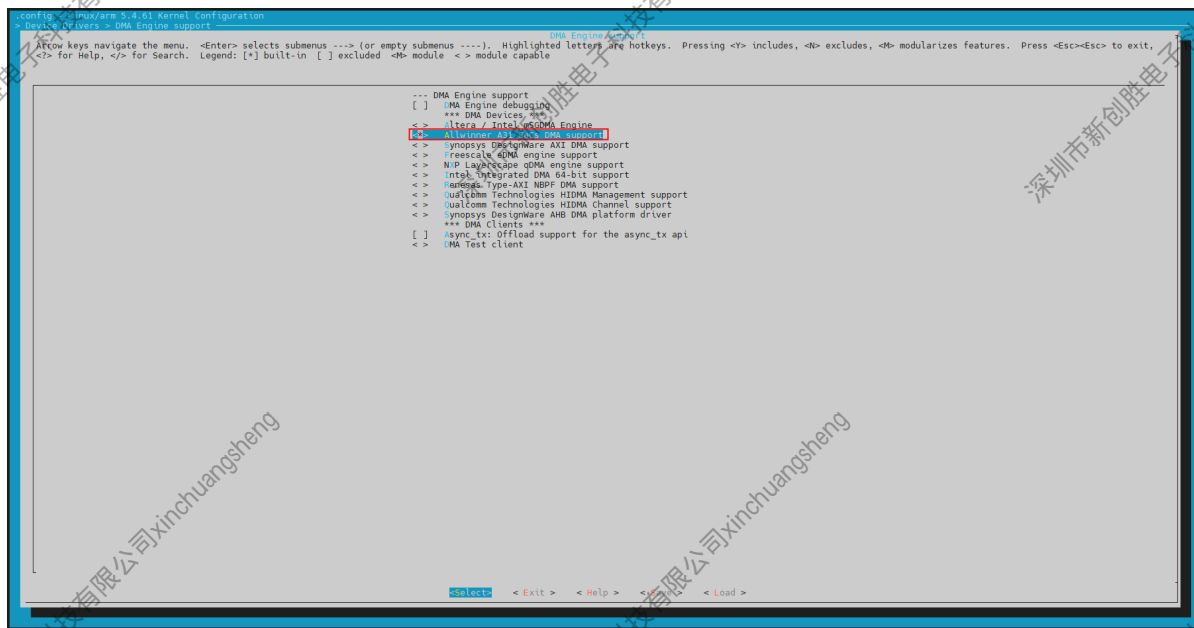 .config - Linux/arm 5.4.61 Kernel Configuration
> Device Drivers > DMA Engine support
DMA Engine support
Arrow keys navigate the menu.  <Enter> selects submenus ---> (or empty submenus ----).  Highlighted letters are hotkeys.  Pressing <Y> includes, <N> excludes, <M> modularizes features.  Press <Esc><Esc> to exit,
<?> for Help, </> for Search.  Legend: [*] built-in  [ ] excluded  <M> module  < > module capable
--- DMA Engine support
[ ]   DMA Engine debugging
*** DMA Devices ***
< >   Altera / Intel mSGDMA Engine
<*>   Allwinner A31 SoCs DMA support
< >   Synopsys DesignWare AXI DMA support
< >   Freescale eDMA engine support
< >   NXP Layerscape qDMA engine support
< >   Intel integrated DMA 64-bit support
< >   Renesas Type-AXI NBPF DMA support
< >   Qualcomm Technologies HIDMA Management support
< >   Qualcomm Technologies HIDMA Channel support
< >   Synopsys DesignWare AHB DMA platform driver
*** DMA Clients ***
[ ]   Async_tx: Offload support for the async_tx api
< >   DMA Test client
<Select>    < Exit >    < Help >    < Save >    < Load >
深圳市新创胜电子科技有限公司xinchuangsheng
深圳市新创胜
技有限公司xinchuangsheng